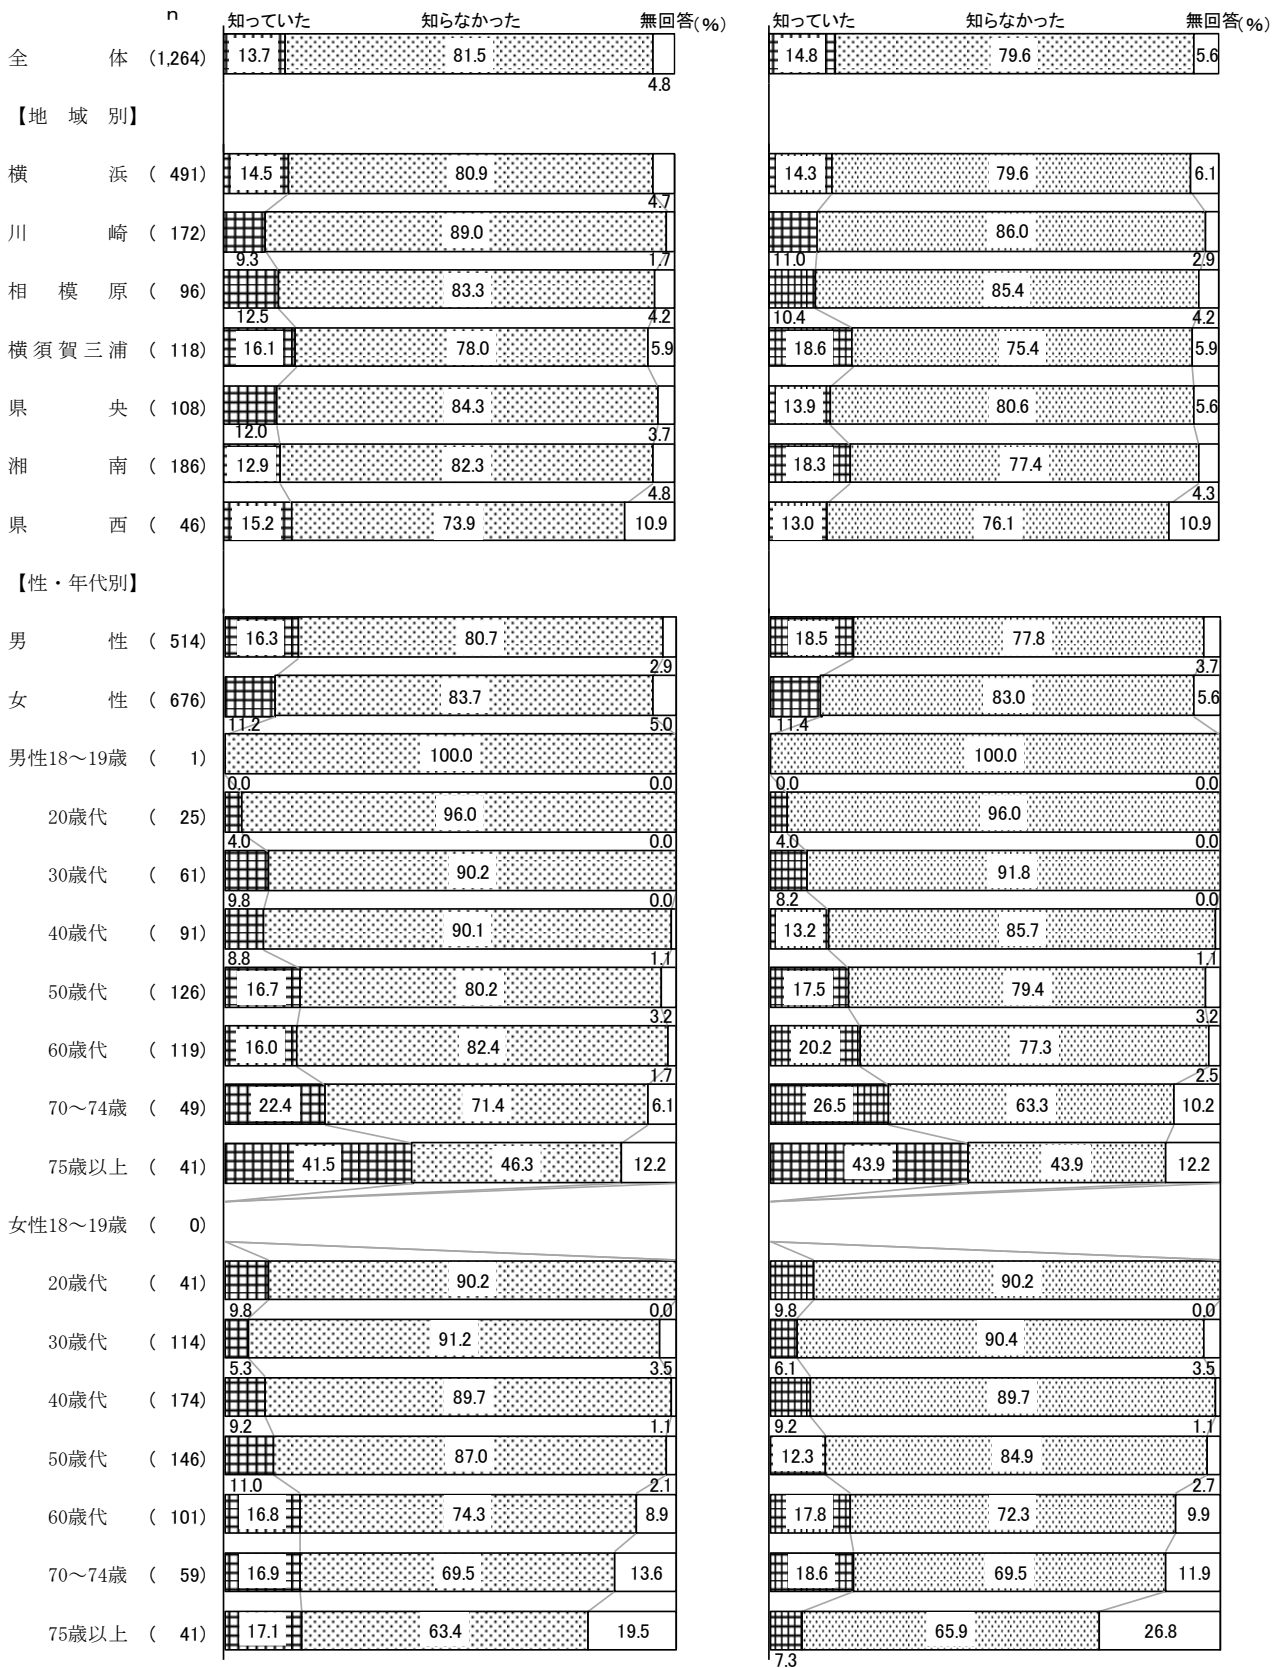 n 知っていた 知らなかった 無回答(%) 知っていた 知らなかった 無回答(%)
全体 (1,264) 13.7 81.5 4.8 14.8 79.6 5.6
【地域別】
横浜 (491) 14.5 80.9 4.7 14.3 79.6 6.1
川崎 (172) 9.3 89.0 1.7 11.0 86.0 2.9
相模原 (96) 12.5 83.3 4.2 10.4 85.4 4.2
横須賀三浦 (118) 16.1 78.0 5.9 18.6 75.4 5.9
県央 (108) 12.0 84.3 3.7 13.9 80.6 5.6
湘南 (186) 12.9 82.3 4.8 18.3 77.4 4.3
県西 (46) 15.2 73.9 10.9 13.0 76.1 10.9
【性・年代別】
男性 (514) 16.3 80.7 2.9 18.5 77.8 3.7
女性 (676) 11.2 83.7 5.0 11.4 83.0 5.6
男性18～19歳 (1) 0.0 100.0 0.0 0.0 100.0 0.0
20歳代 (25) 4.0 96.0 0.0 4.0 96.0 0.0
30歳代 (61) 9.8 90.2 0.0 8.2 91.8 0.0
40歳代 (91) 8.8 90.1 1.1 13.2 85.7 1.1
50歳代 (126) 16.7 80.2 3.2 17.5 79.4 3.2
60歳代 (119) 16.0 82.4 1.7 20.2 77.3 2.5
70～74歳 (49) 22.4 71.4 6.1 26.5 63.3 10.2
75歳以上 (41) 41.5 46.3 12.2 43.9 43.9 12.2
女性18～19歳 (0)
20歳代 (41) 9.8 90.2 0.0 9.8 90.2 0.0
30歳代 (114) 5.3 91.2 3.5 6.1 90.4 3.5
40歳代 (174) 9.2 89.7 1.1 9.2 89.7 1.1
50歳代 (146) 11.0 87.0 2.1 12.3 84.9 2.7
60歳代 (101) 16.8 74.3 8.9 17.8 72.3 9.9
70～74歳 (59) 16.9 69.5 13.6 18.6 69.5 11.9
75歳以上 (41) 17.1 63.4 19.5 7.3 65.9 26.8